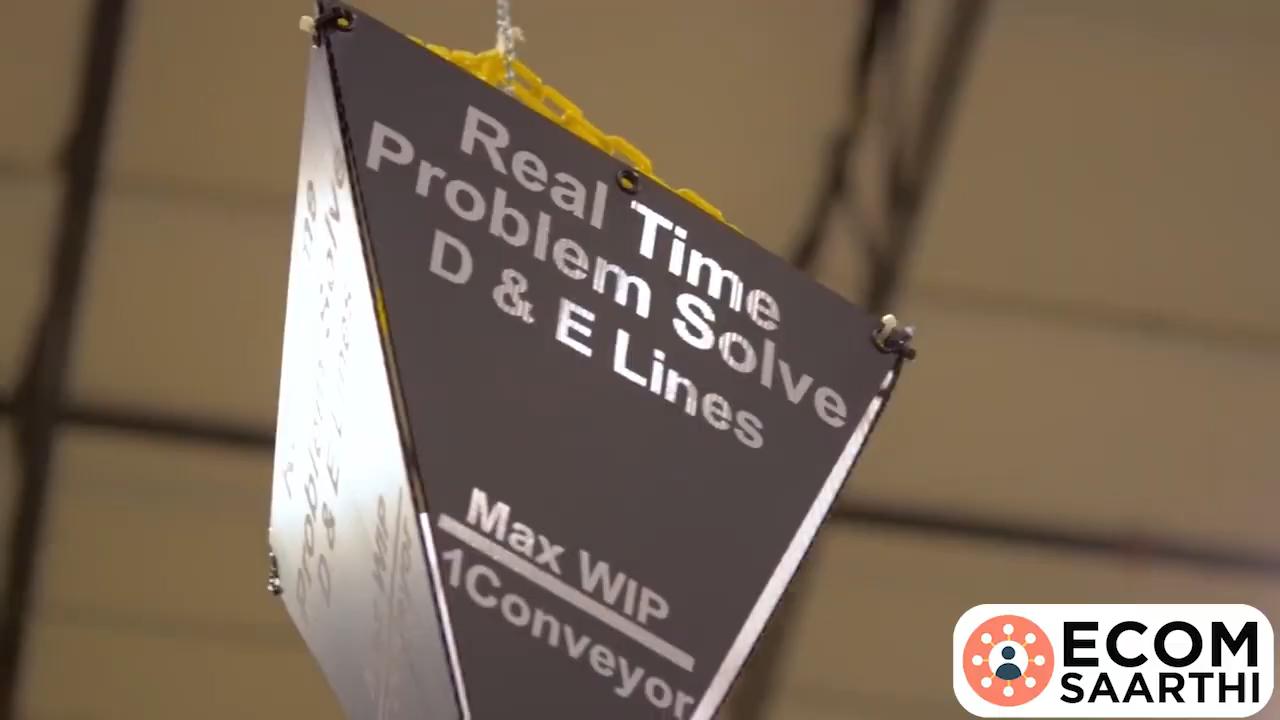 Real Time
Problem Solve
D & E Lines
Max WIP
1Conveyor
ECOM
SAARTHI